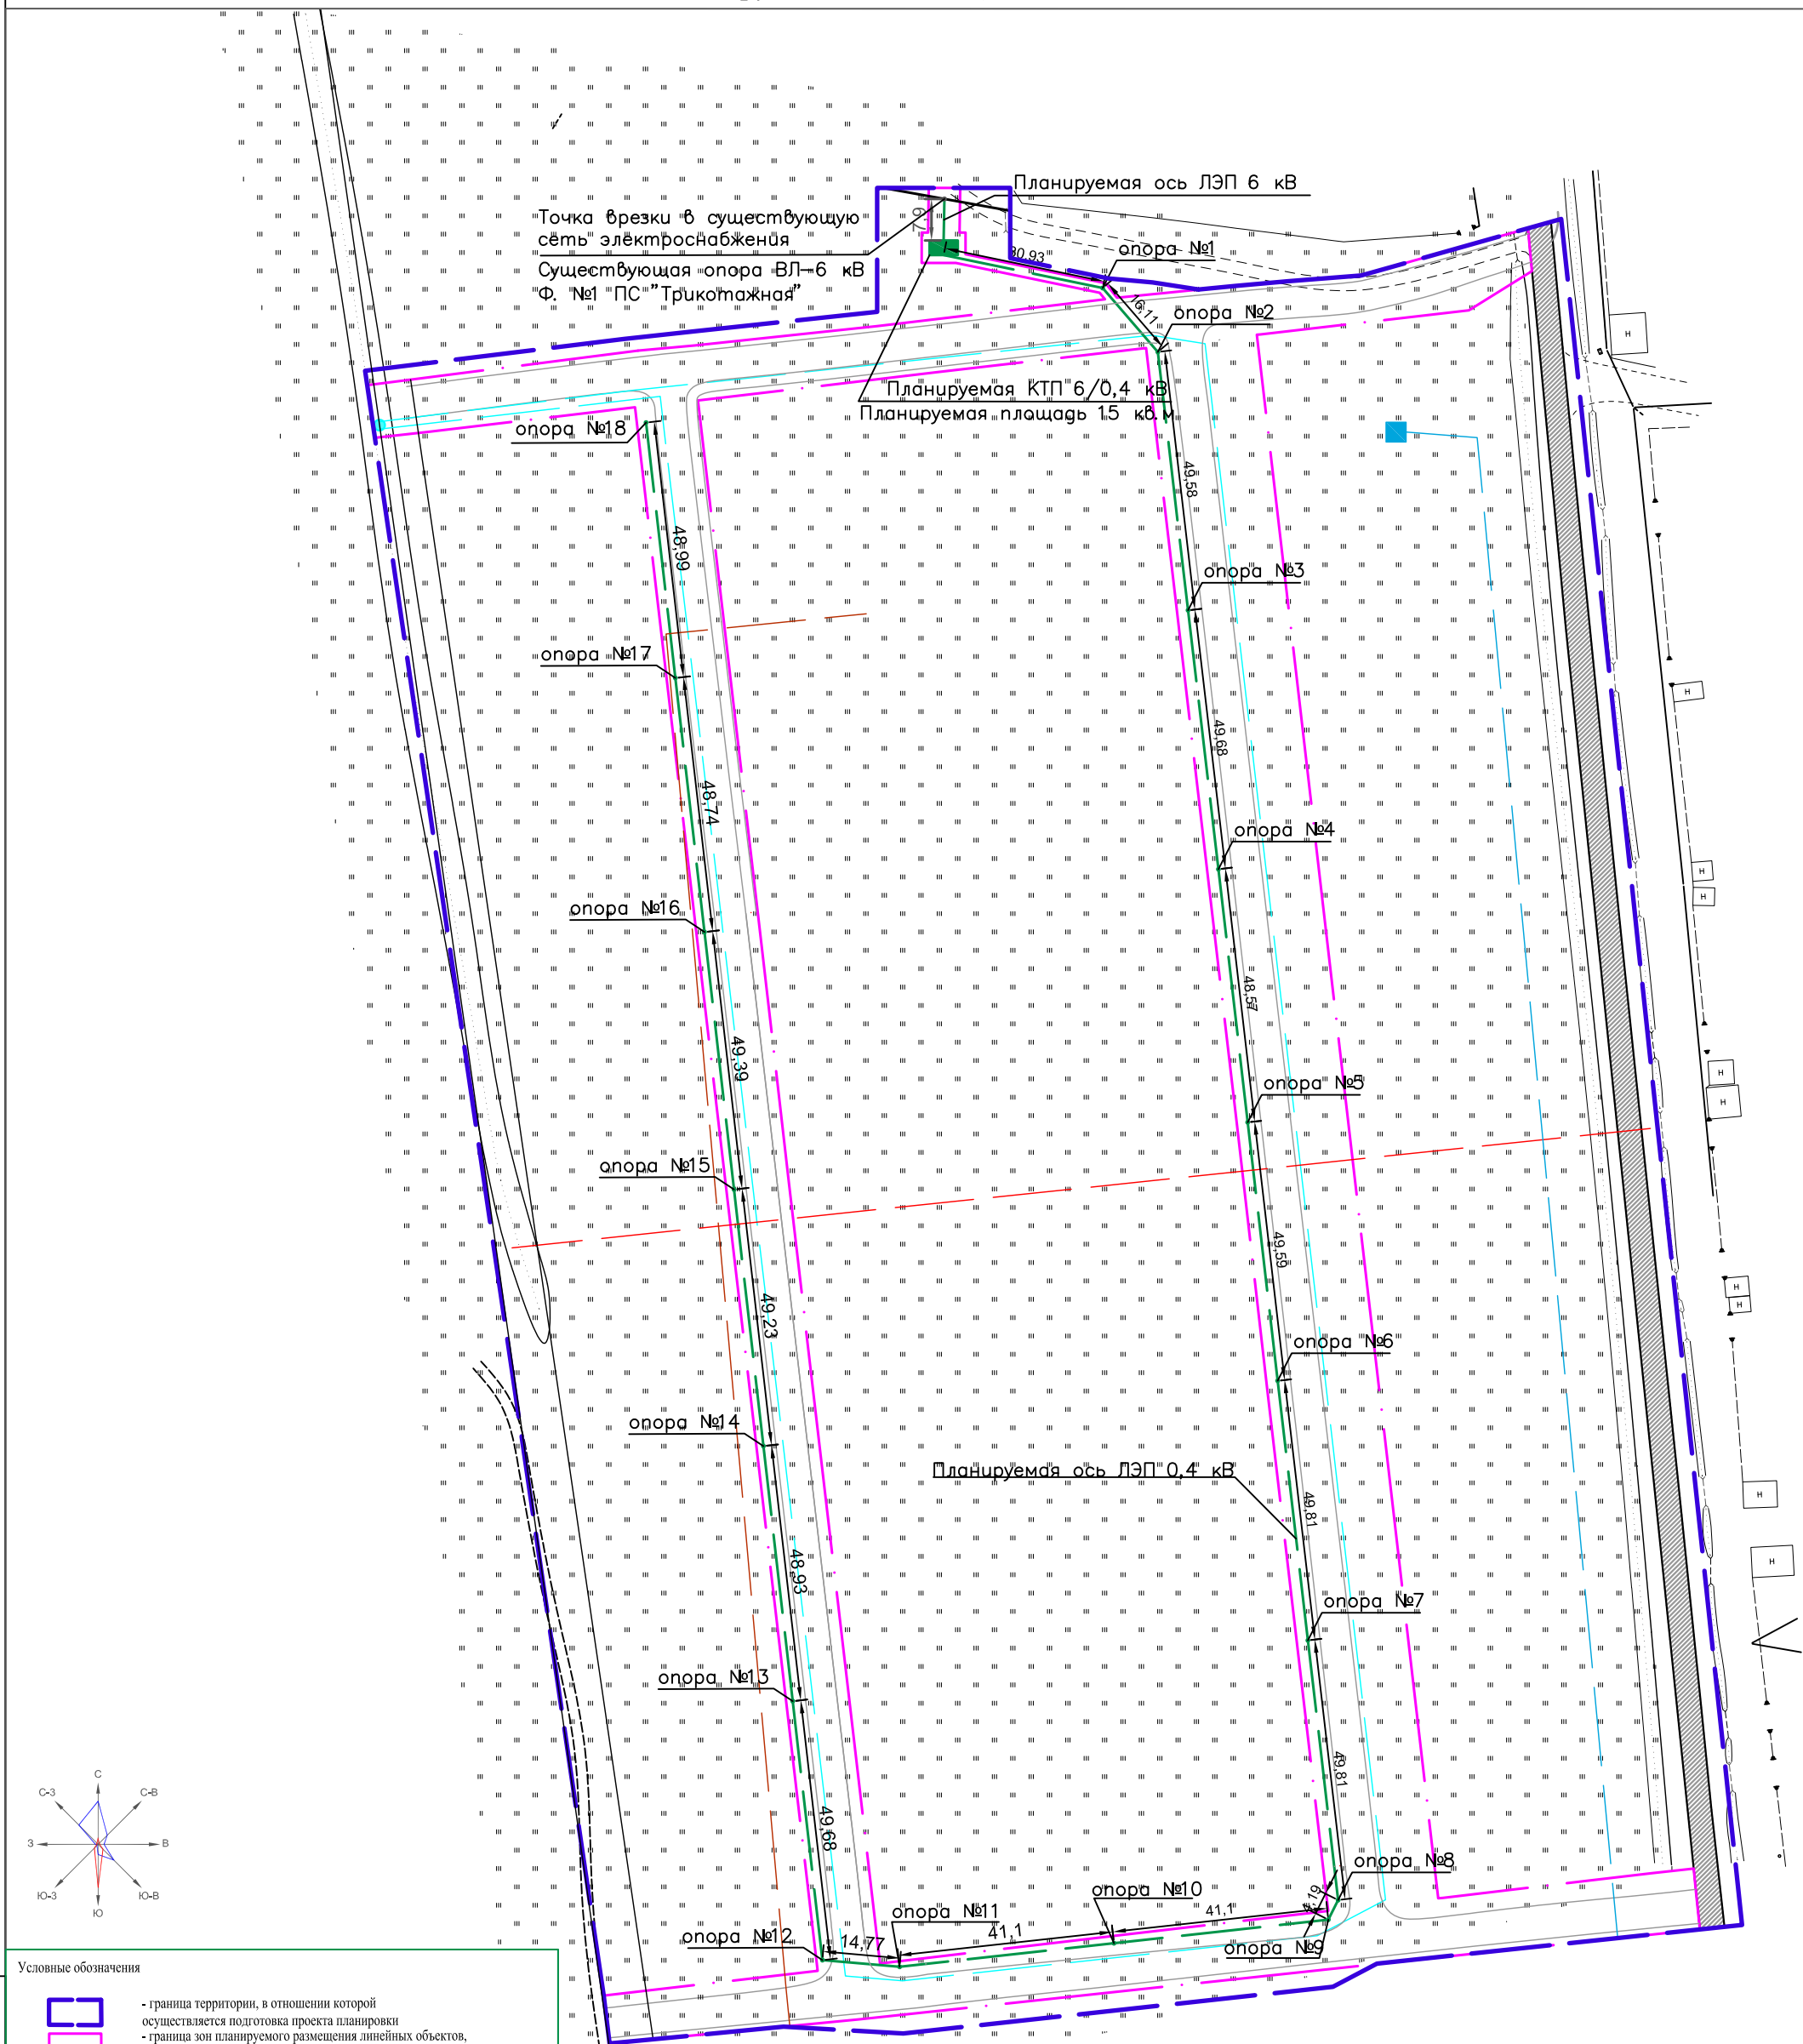 Планируемая ось ЛЭП 6 кВ
Точка врезки в существующую
сеть электроснабжения
Существующая опора ВЛ-6 кВ
Ф. №1 ПС "Трикотажная"
7,9
30,93
опора №1
16,11
опора №2
Планируемая КТП 6/0,4 кВ
Планируемая площадь 15 кв.м
опора №18
49,58
48,99
опора №3
опора №17
49,68
48,74
опора №4
опора №16
48,57
49,39
опора №5
опора №15
49,59
49,23
опора №6
опора №14
Планируемая ось ЛЭП 0,4 кВ
49,81
48,93
опора №7
опора №13
49,81
49,68
опора №8
опора №10
опора №11
41,1
41,1
опора №12
14,77
опора №9
Н
Н
Н
Н
Н
Н
Н
Н
Н
Н
С
С-З
С-В
З
В
Ю-З
Ю-В
Ю
Условные обозначения
- граница территории, в отношении которой
осуществляется подготовка проекта планировки
- граница зон планируемого размещения линейных объектов,